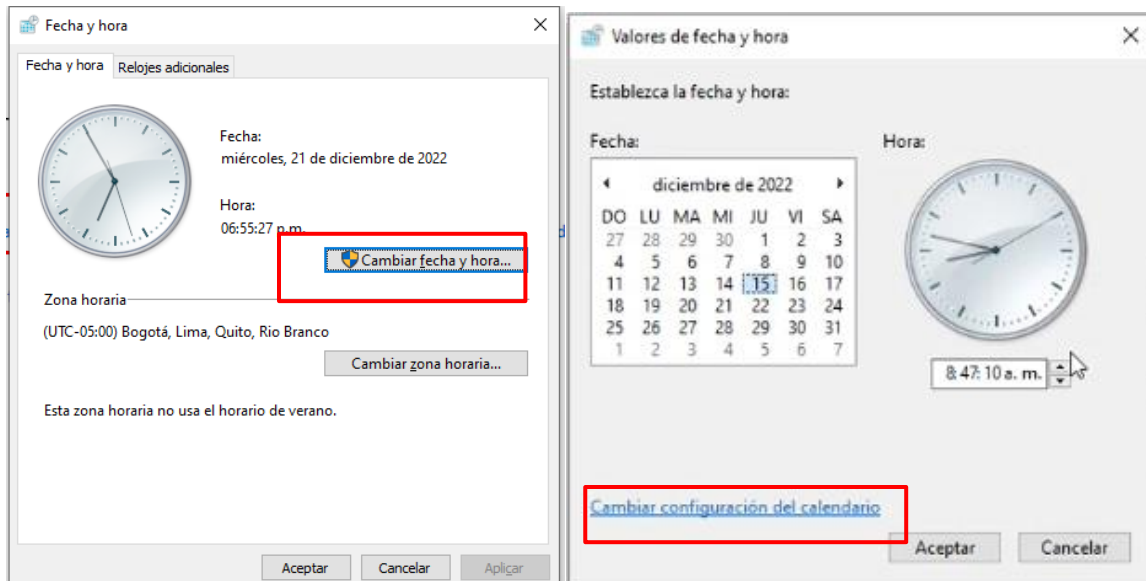 Fecha y hora
Fecha y hora Relojes adicionales
Fecha:
miércoles, 21 de diciembre de 2022
Hora:
06:55:27 p.m.
Cambiar fecha y hora...
Zona horaria
(UTC-05:00) Bogotá, Lima, Quito, Rio Branco
Cambiar zona horaria...
Esta zona horaria no usa el horario de verano.
Aceptar Cancelar Aplicar
Valores de fecha y hora
Establezca la fecha y hora:
Fecha:
diciembre de 2022
DO LU MA MI JU VI SA
27 28 29 30 1 2 3
4 5 6 7 8 9 10
11 12 13 14 15 16 17
18 19 20 21 22 23 24
25 26 27 28 29 30 31
1 2 3 4 5 6 7
Hora:
8:47:10 a. m.
Cambiar configuración del calendario
Aceptar Cancelar